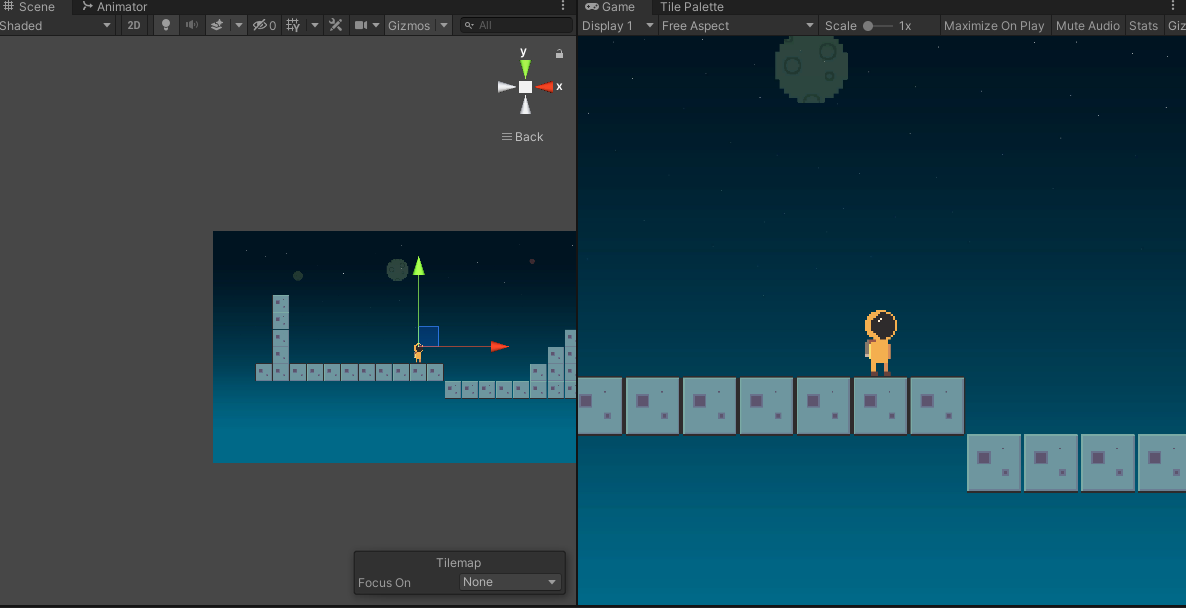 Scene Animator
Shaded 2D 0 Gizmos All
y
x
Back
Tilemap
Focus On None
Game Tile Palette
Display 1 Free Aspect Scale 1x Maximize On Play Mute Audio Stats Giz